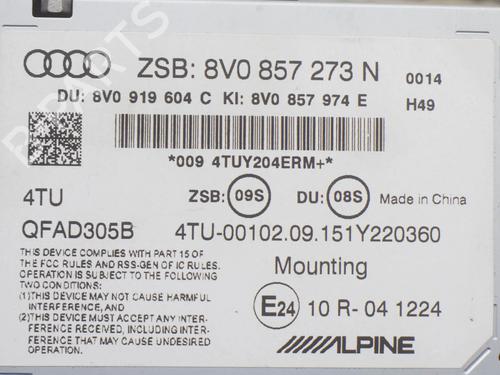 ZSB: 8V0 857 273 N 0014
DU: 8V0 919 604 C KI: 8V0 857 974 E H49
*009 4TUY204ERM+*
4TU ZSB: 09S DU: 08S Made in China
QFAD305B 4TU-00102.09.151Y220360
THIS DEVICE COMPLIES WITH PART 15 OF
THE FCC RULES AND RSS-GEN OF IC RULES.
OPERATION IS SUBJECT TO THE FOLLOWING
TWO CONDITIONS:
(1)THIS DEVICE MAY NOT CAUSE HARMFUL
INTERFERENCE, AND
(2)THIS DEVICE MUST ACCEPT ANY INTER-
FERENCE RECEIVED, INCLUDING INTER-
FERENCE THAT MAY CAUSE UNDESIRED
OPERATION.
Mounting
E24 10 R- 04 1224
ALPINE